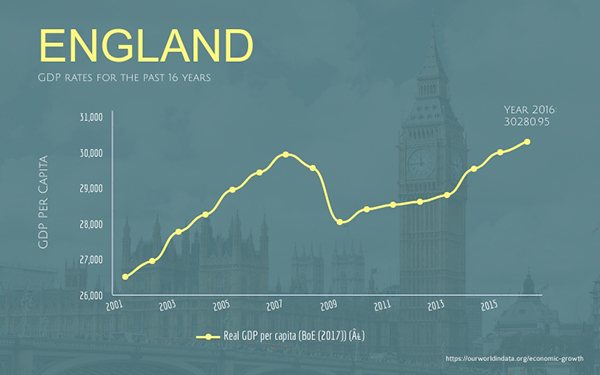 ENGLAND
GDP RATES FOR THE PAST 16 YEARS
YEAR 2016:
30280.95
GDP PER CAPITA
31,000
30,000
29,000
28,000
27,000
26,000
2001 2003 2005 2007 2009 2011 2013 2015
Real GDP per capita (BoE (2017)) (Âł)
https://ourworldindata.org/economic-growth